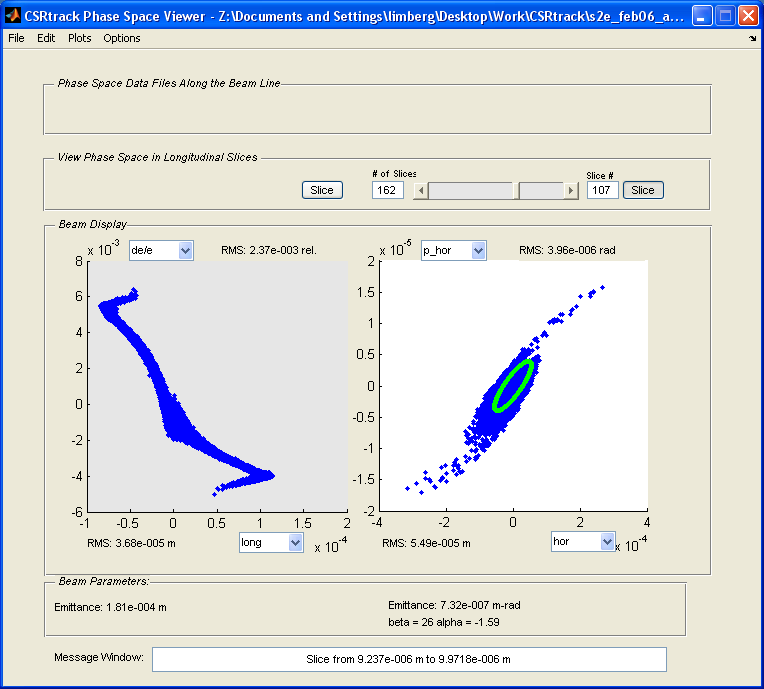 CSRtrack Phase Space Viewer - Z:\Documents and Settings\limberg\Desktop\Work\CSRtrack\s2e_feb06_a...
File Edit Plots Options
Phase Space Data Files Along the Beam Line
View Phase Space in Longitudinal Slices
# of Slices Slice #
Slice 162 107 Slice
Beam Display
x 10^-3 de/e RMS: 2.37e-003 rel.
8
6
4
2
0
-2
-4
-6
-1 -0.5 0 0.5 1 1.5 2
RMS: 3.68e-005 m long x 10^-4
x 10^-5 p_hor RMS: 3.96e-006 rad
2
1.5
1
0.5
0
-0.5
-1
-1.5
-2
-4 -2 0 2 4
RMS: 5.49e-005 m hor x 10^-4
Beam Parameters:
Emittance: 1.81e-004 m
Emittance: 7.32e-007 m-rad
beta = 26 alpha = -1.59
Message Window: Slice from 9.237e-006 m to 9.9718e-006 m